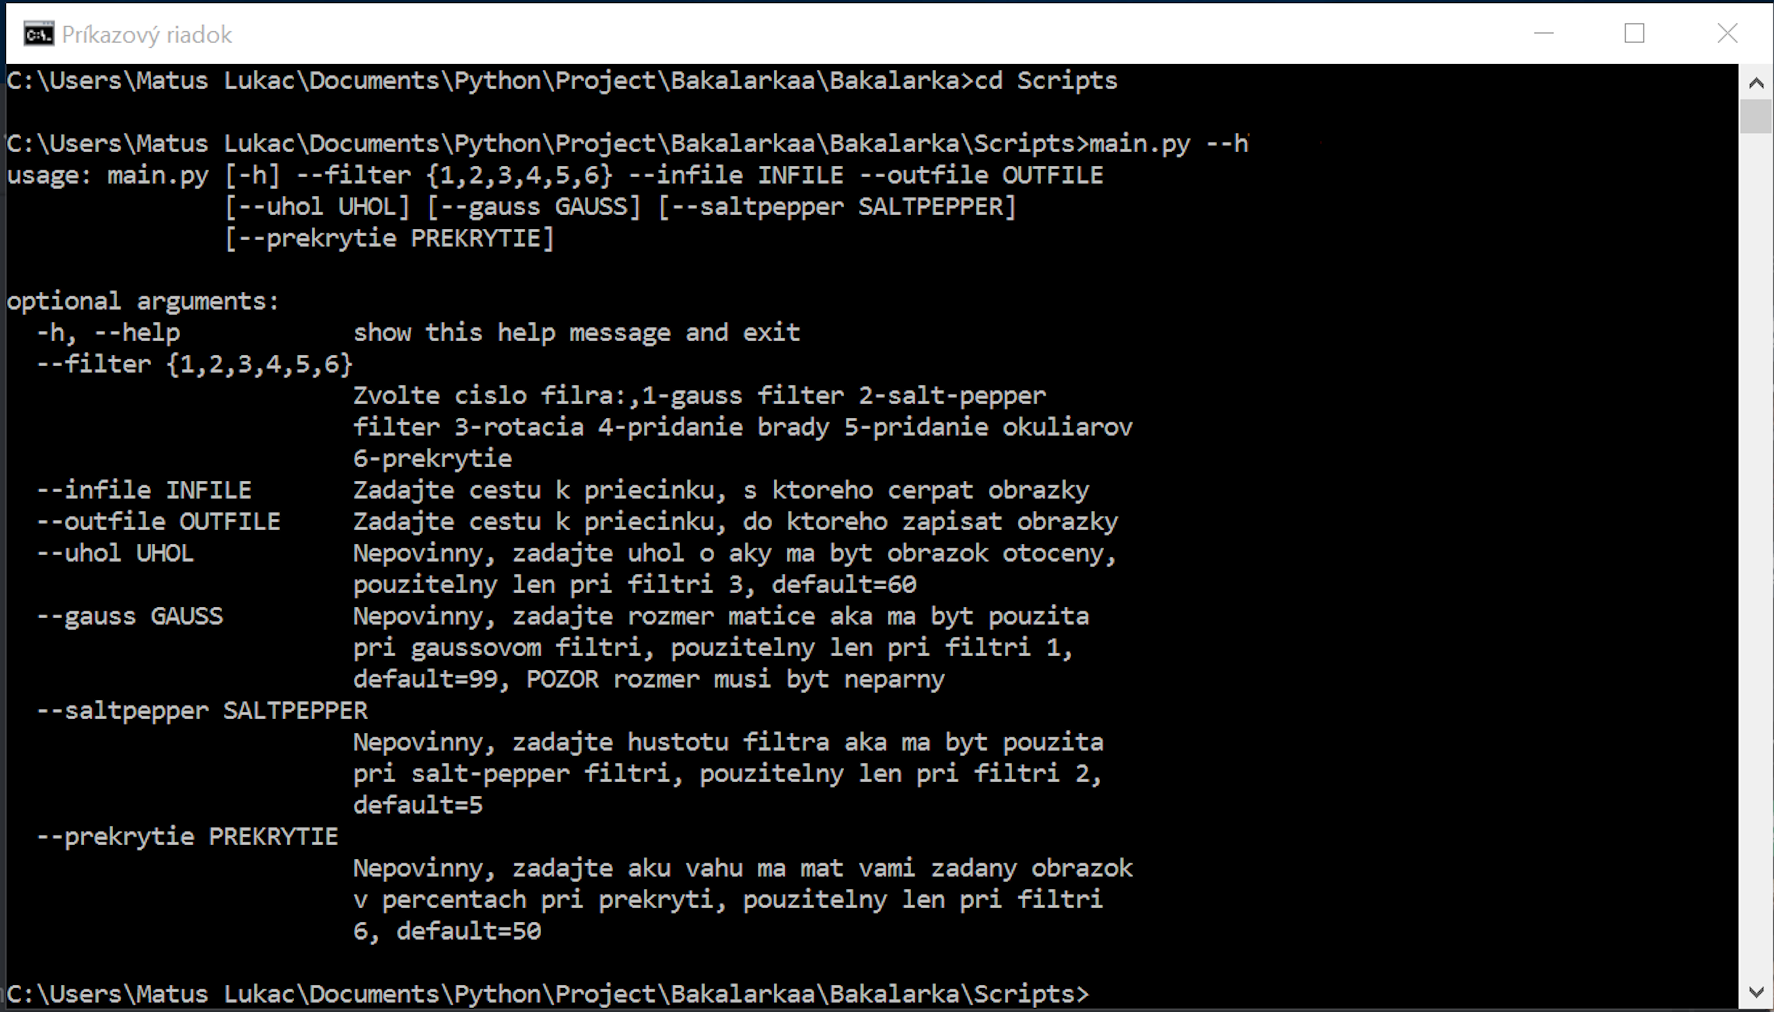 Príkazový riadok
C:\Users\Matus Lukac\Documents\Python\Project\Bakalarkaa\Bakalarka>cd Scripts
C:\Users\Matus Lukac\Documents\Python\Project\Bakalarkaa\Bakalarka\Scripts>main.py --h
usage: main.py [-h] --filter {1,2,3,4,5,6} --infile INFILE --outfile OUTFILE
[--uhol UHOL] [--gauss GAUSS] [--saltpepper SALTPEPPER]
[--prekrytie PREKRYTIE]
optional arguments:
-h, --help show this help message and exit
--filter {1,2,3,4,5,6}
Zvolte cislo filra:,1-gauss filter 2-salt-pepper
filter 3-rotacia 4-pridanie brady 5-pridanie okuliarov
6-prekrytie
--infile INFILE Zadajte cestu k priecinku, s ktoreho cerpat obrazky
--outfile OUTFILE Zadajte cestu k priecinku, do ktoreho zapisat obrazky
--uhol UHOL Nepovinny, zadajte uhol o aky ma byt obrazok otoceny,
pouzitelny len pri filtri 3, default=60
--gauss GAUSS Nepovinny, zadajte rozmer matice aka ma byt pouzita
pri gaussovom filtri, pouzitelny len pri filtri 1,
default=99, POZOR rozmer musi byt neparny
--saltpepper SALTPEPPER
Nepovinny, zadajte hustotu filtra aka ma byt pouzita
pri salt-pepper filtri, pouzitelny len pri filtri 2,
default=5
--prekrytie PREKRYTIE
Nepovinny, zadajte aku vahu ma mat vami zadany obrazok
v percentach pri prekryti, pouzitelny len pri filtri
6, default=50
C:\Users\Matus Lukac\Documents\Python\Project\Bakalarkaa\Bakalarka\Scripts>